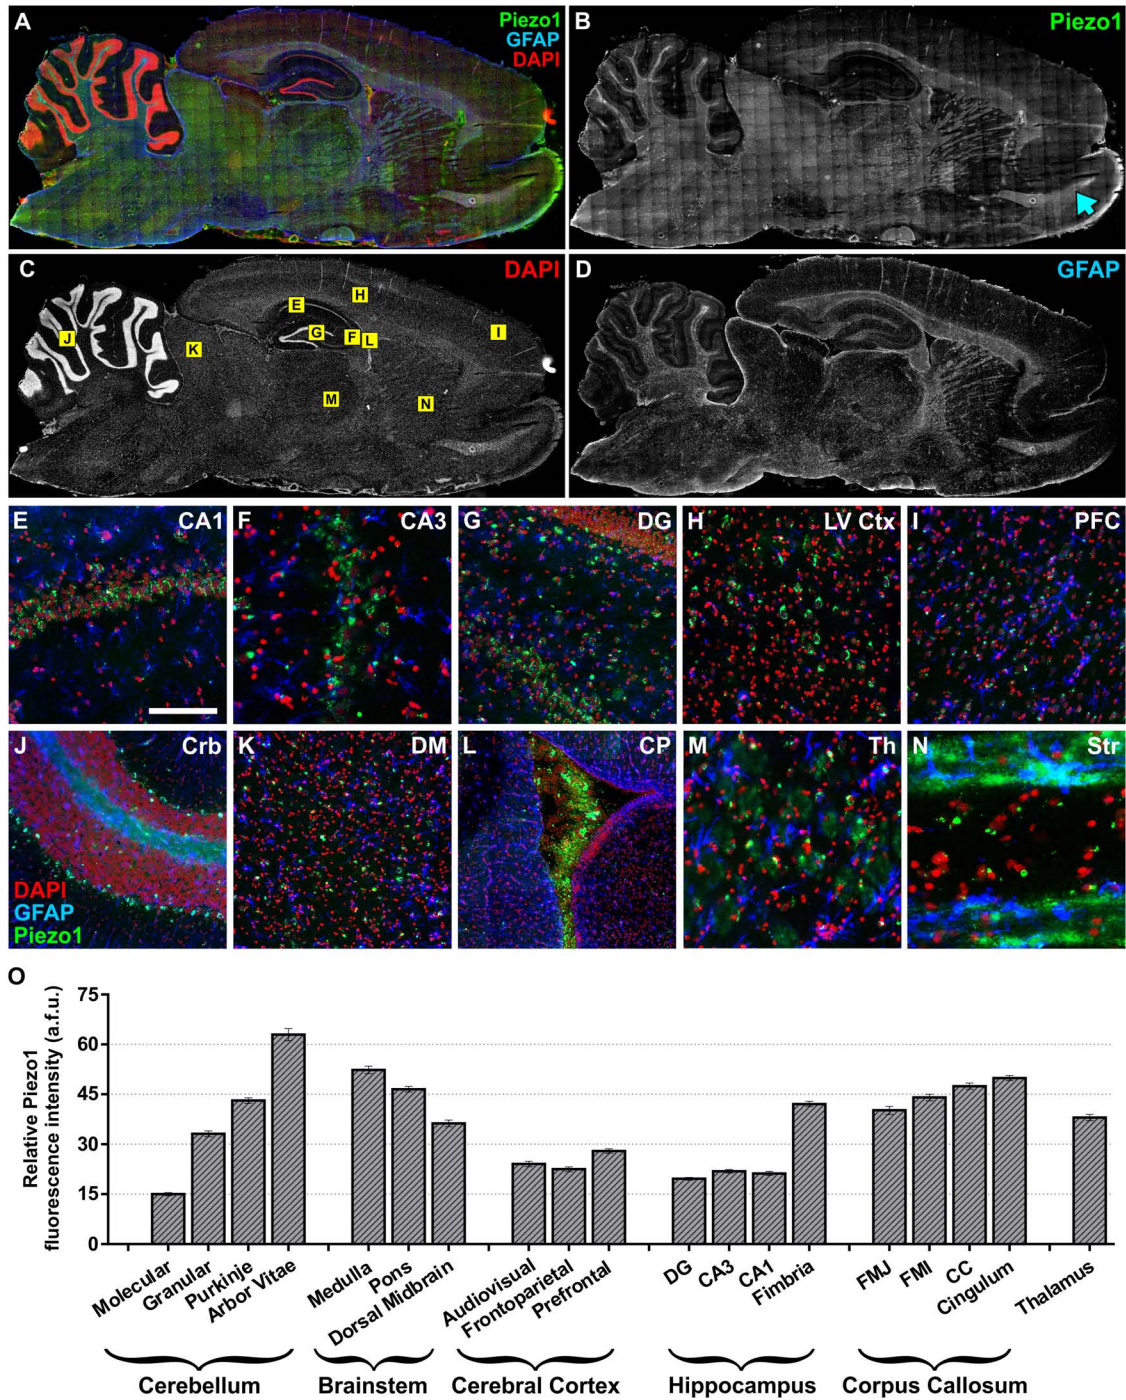 A
Piezo1
GFAP
DAPI
B
Piezo1
C
DAPI
E
H
I
J
K
G
F
L
M
N
D
GFAP
E
CA1
F
CA3
G
DG
H
LV Ctx
I
PFC
J
Crb
DAPI
GFAP
Piezo1
K
DM
L
CP
M
Th
N
Str
O
Relative Piezo1
fluorescence intensity (a.f.u.)
75
60
45
30
15
0
Molecular
Granular
Purkinje
Arbor Vitae
Medulla
Pons
Dorsal Midbrain
Audiovisual
Frontoparietal
Prefrontal
DG
CA3
CA1
Fimbria
FMJ
FMI
CC
Cingulum
Thalamus
Cerebellum
Brainstem
Cerebral Cortex
Hippocampus
Corpus Callosum